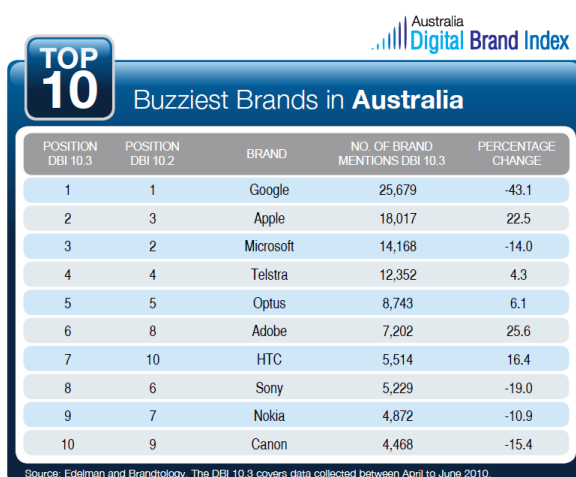 Australia
Digital Brand Index
TOP
10
Buzziest Brands in Australia
POSITION DBI 10.3 POSITION DBI 10.2 BRAND NO. OF BRAND MENTIONS DBI 10.3 PERCENTAGE CHANGE
1 1 Google 25,679 -43.1
2 3 Apple 18,017 22.5
3 2 Microsoft 14,168 -14.0
4 4 Telstra 12,352 4.3
5 5 Optus 8,743 6.1
6 8 Adobe 7,202 25.6
7 10 HTC 5,514 16.4
8 6 Sony 5,229 -19.0
9 7 Nokia 4,872 -10.9
10 9 Canon 4,468 -15.4
Source: Edelman and Brandtology. The DBI 10.3 covers data collected between April to June 2010.